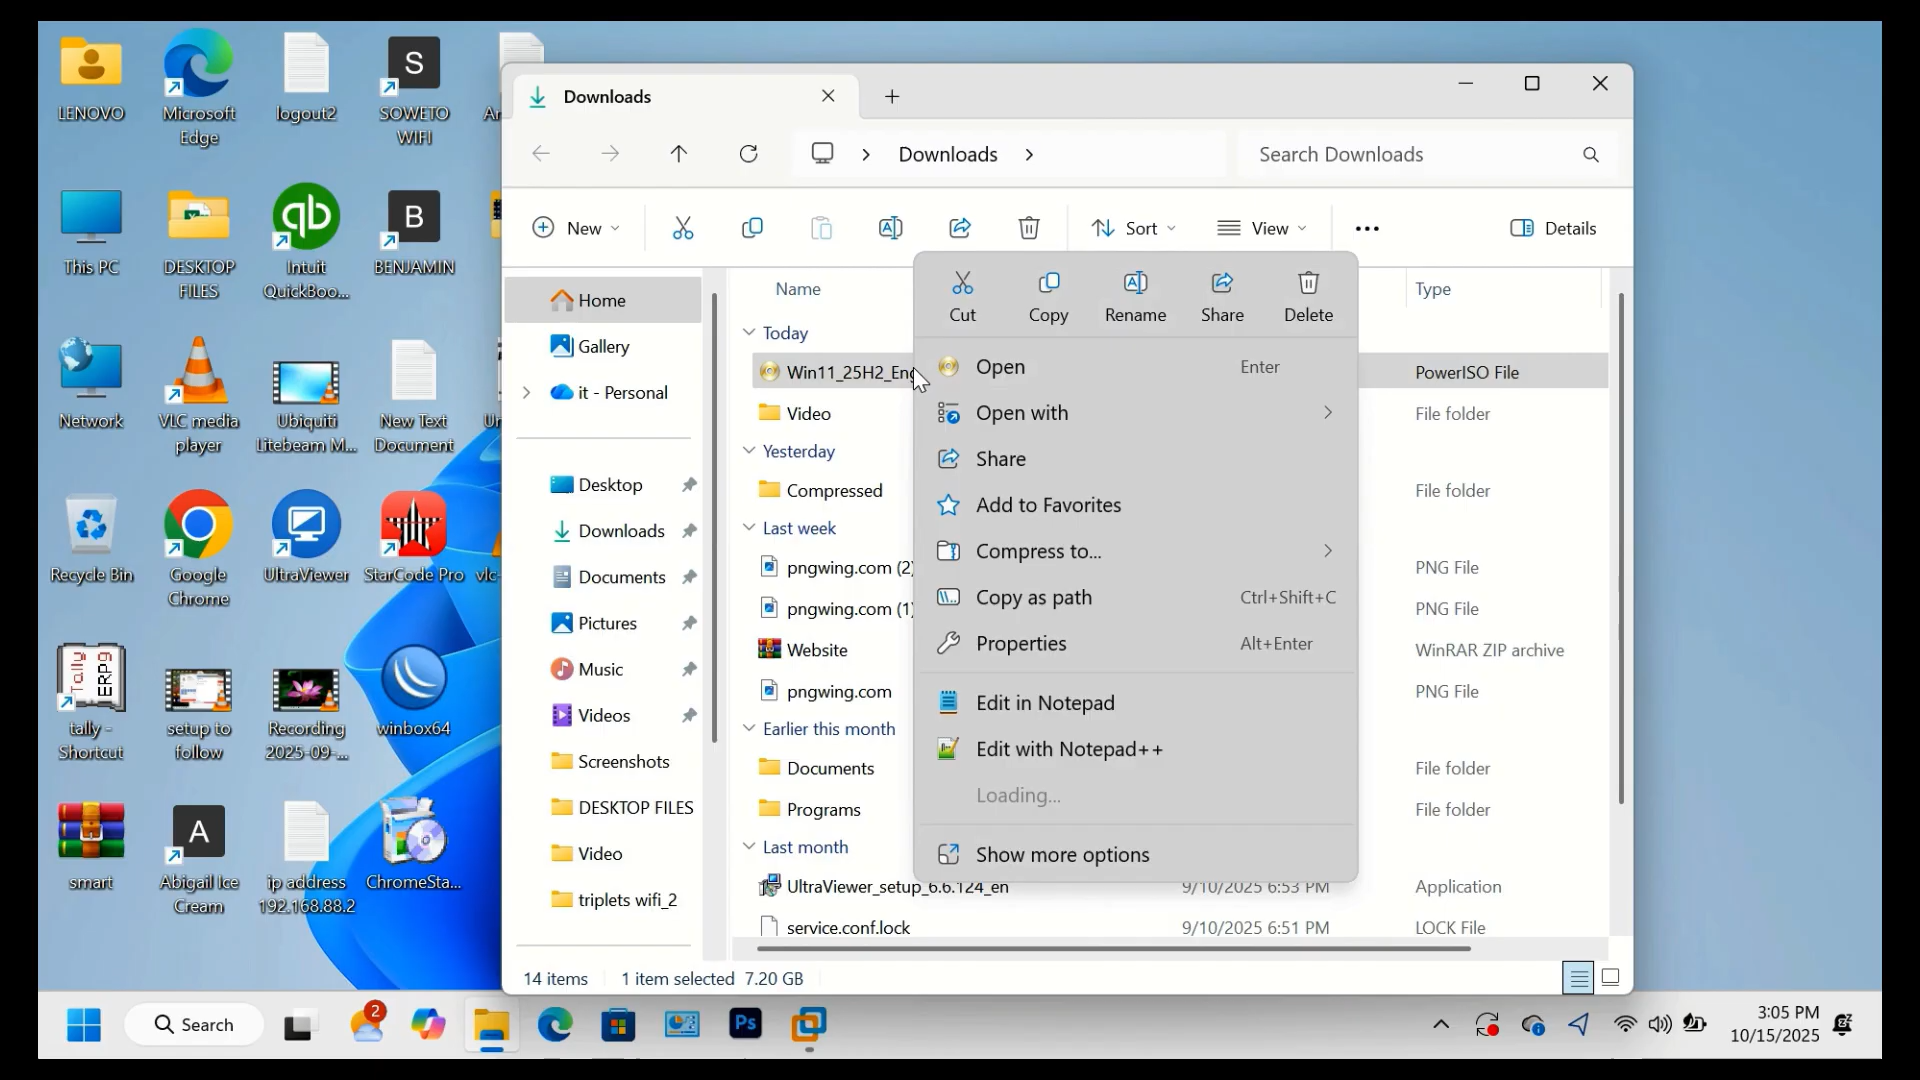 LENOVO
Microsoft
Edge
logout2
S
SOWETO
WIFI
This PC
DESKTOP
FILES
qb
Intuit
QuickBoo...
B
BENJAMIN
Network
VLC media
player
Ubiquiti
Litebeam M...
New Text
Document
Recycle Bin
Google
Chrome
UltraViewer
StarCode Pro
vlc-
Tally
ERP9
tally -
Shortcut
setup to
follow
Recording
2025-09-...
winbox64
smart
A
Abigail Ice
Cream
ip address
192.168.88.2
ChromeSta...
Downloads
Downloads
Search Downloads
New
Sort
View
Details
Home
Gallery
it - Personal
Desktop
Downloads
Documents
Pictures
Music
Videos
Screenshots
DESKTOP FILES
Video
triplets wifi_2
Name
Type
Today
Win11_25H2_Eng
PowerISO File
Video
File folder
Yesterday
Compressed
File folder
Last week
pngwing.com (2)
PNG File
pngwing.com (1)
PNG File
Website
WinRAR ZIP archive
pngwing.com
PNG File
Earlier this month
Documents
File folder
Programs
File folder
Last month
UltraViewer_setup_6.6.124_en
9/10/2025 6:53 PM
Application
service.conf.lock
9/10/2025 6:51 PM
LOCK File
Cut
Copy
Rename
Share
Delete
Open
Enter
Open with
Share
Add to Favorites
Compress to...
Copy as path
Ctrl+Shift+C
Properties
Alt+Enter
Edit in Notepad
Edit with Notepad++
Loading...
Show more options
14 items
1 item selected 7.20 GB
Search
2
Ps
3:05 PM
10/15/2025